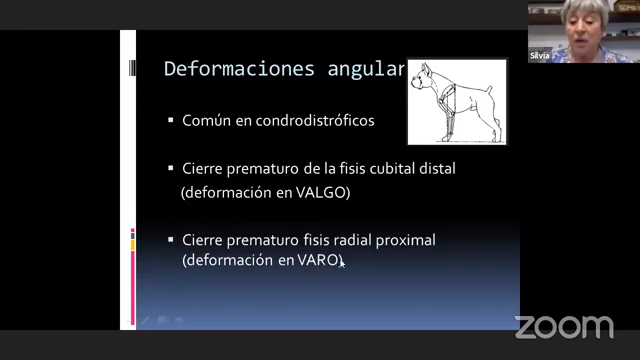 Silvia
Deformaciones angular
Común en condrodistróficos
Cierre prematuro de la fisis cubital distal
(deformación en VALGO)
Cierre prematuro fisis radial proximal
(deformación en VARO)
zoom